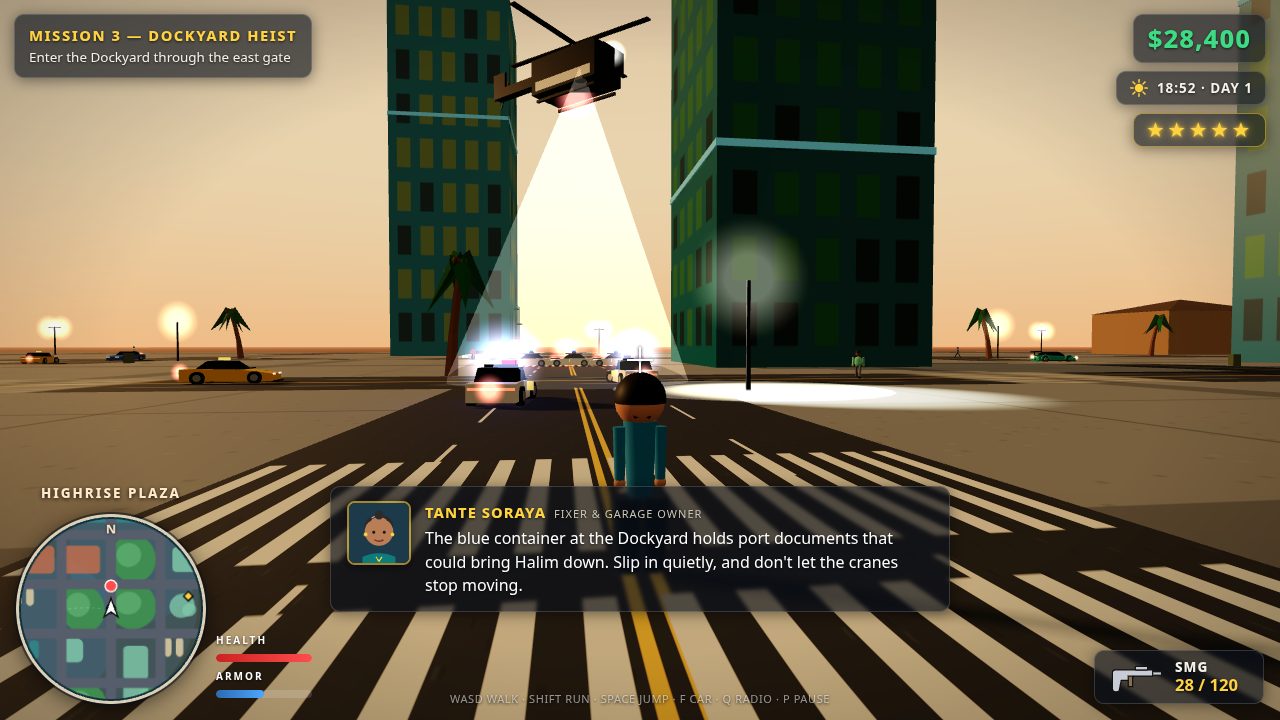 MISSION 3 — DOCKYARD HEIST
Enter the Dockyard through the east gate
$28,400
18:52 · DAY 1
HIGHRISE PLAZA
N
HEALTH
ARMOR
TANTE SORAYA FIXER & GARAGE OWNER
The blue container at the Dockyard holds port documents that
could bring Halim down. Slip in quietly, and don't let the cranes
stop moving.
WASD WALK · SHIFT RUN · SPACE JUMP · F CAR · Q RADIO · P PAUSE
SMG
28 / 120